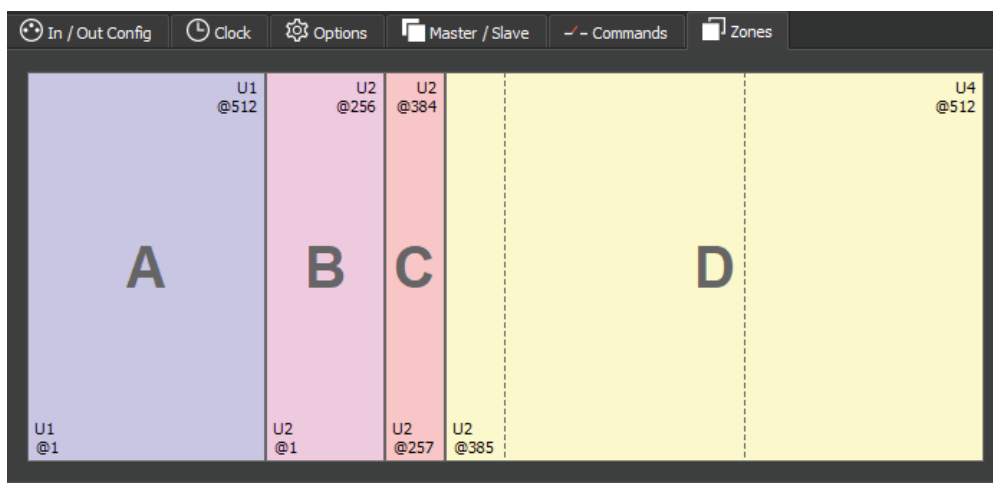 In / Out Config Clock Options Master / Slave Commands Zones
U1
@512
U2
@256
U2
@384
U4
@512
A B C D
U1
@1
U2
@1
U2
@257
U2
@385